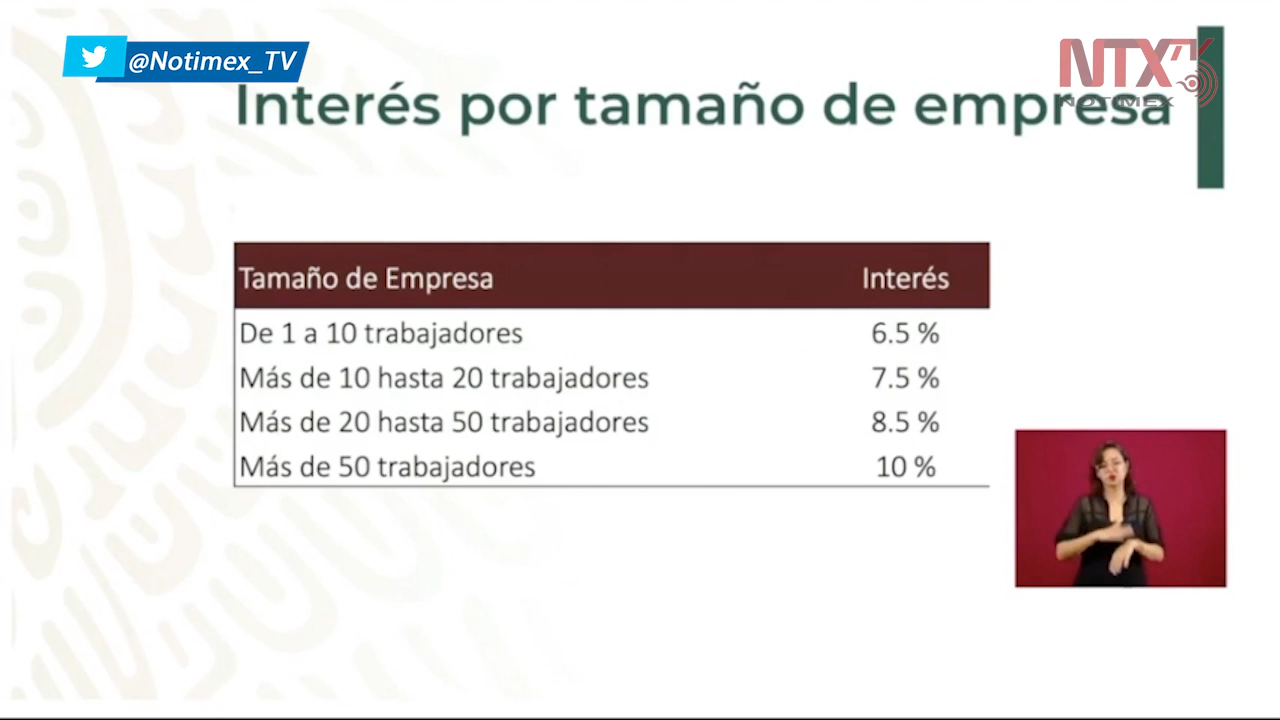 @Notimex_TV
NTX TV
NOTIMEX
Interés por tamaño de empresa
Tamaño de Empresa Interés
De 1 a 10 trabajadores 6.5 %
Más de 10 hasta 20 trabajadores 7.5 %
Más de 20 hasta 50 trabajadores 8.5 %
Más de 50 trabajadores 10 %